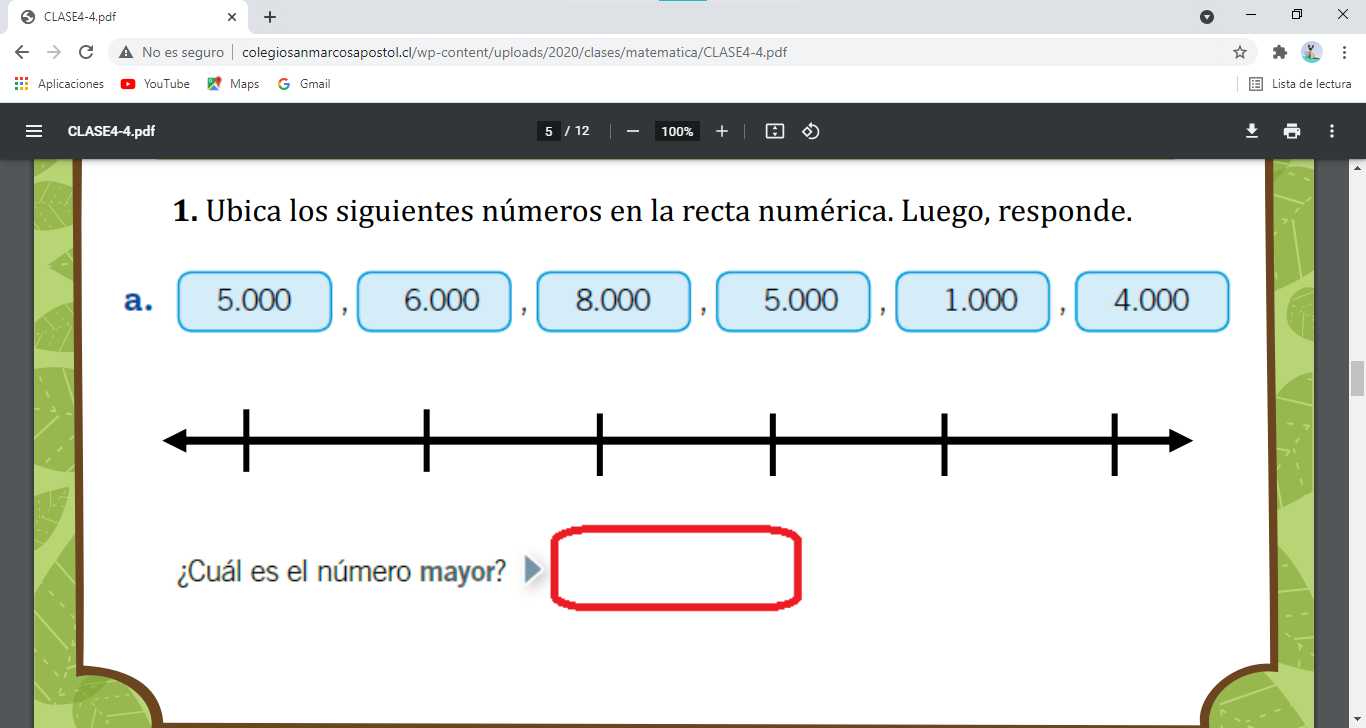 CLASE4-4.pdf
No es seguro colegiosanmarcosapostol.cl/wp-content/uploads/2020/clases/matematica/CLASE4-4.pdf
Aplicaciones YouTube Maps Gmail Lista de lectura
CLASE4-4.pdf 5 / 12 100%
1. Ubica los siguientes números en la recta numérica. Luego, responde.
a. 5.000 , 6.000 , 8.000 , 5.000 , 1.000 , 4.000
¿Cuál es el número mayor?